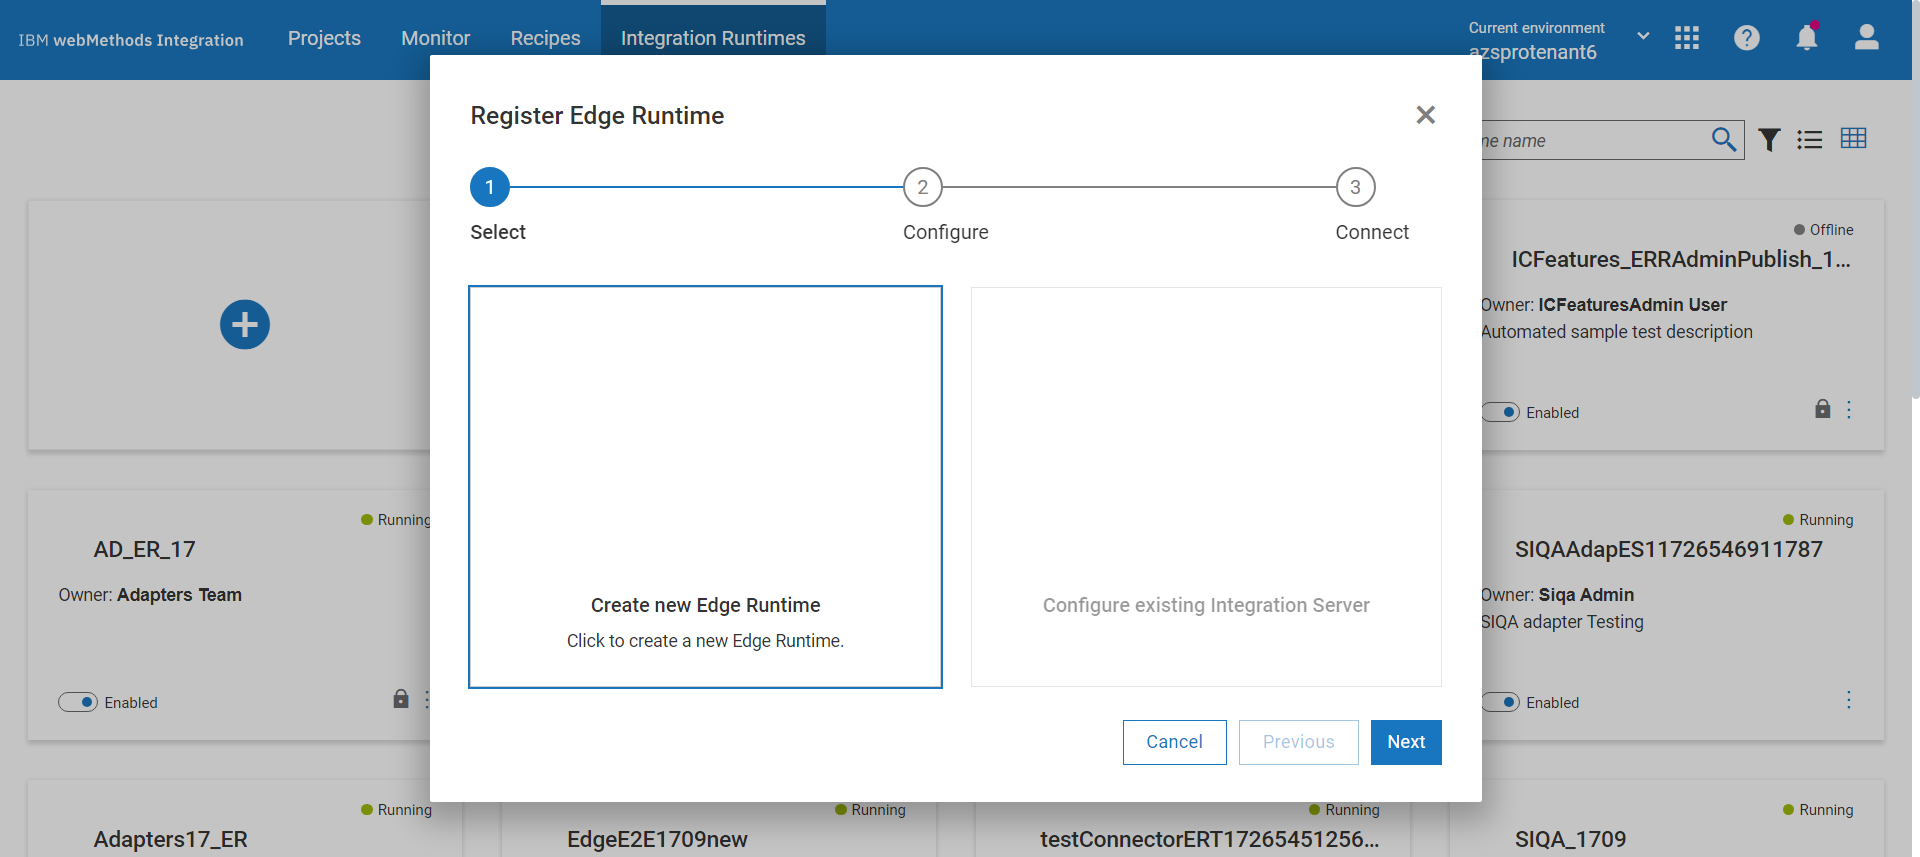 IBM webMethods Integration
Projects
Monitor
Recipes
Integration Runtimes
Current environment
azsprotenant6
Register Edge Runtime
1
2
3
Select
Configure
Connect
Create new Edge Runtime
Click to create a new Edge Runtime.
Configure existing Integration Server
Cancel
Previous
Next
name
Offline
ICFeatures_ERRAdminPublish_1...
Owner: ICFeaturesAdmin User
Automated sample test description
Enabled
Running
AD_ER_17
Owner: Adapters Team
Enabled
Running
SIQAAdapES11726546911787
Owner: Siqa Admin
SIQA adapter Testing
Enabled
Running
Adapters17_ER
Running
EdgeE2E1709new
Running
testConnectorERT17265451256...
Running
SIQA_1709